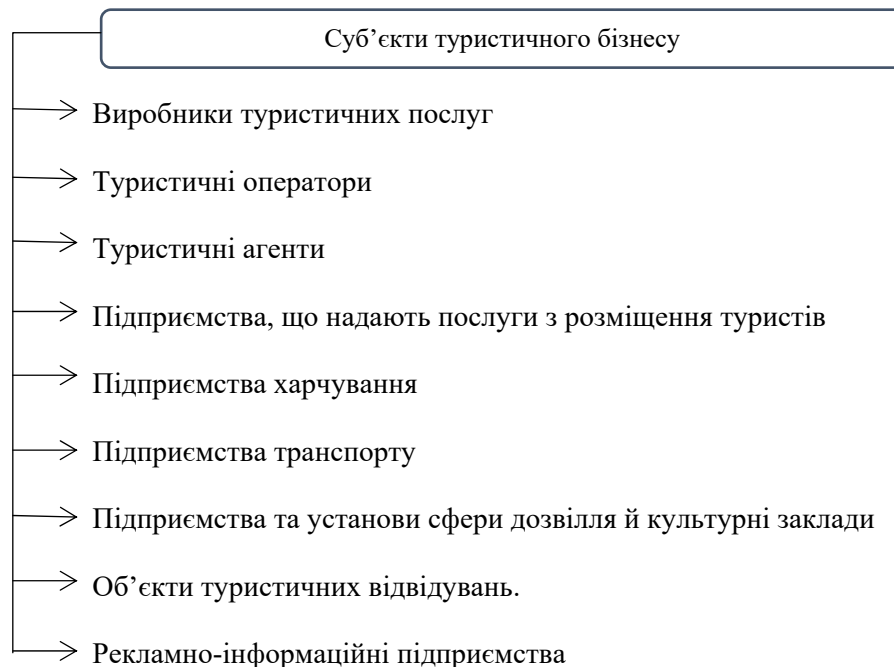 Суб’єкти туристичного бізнесу
Виробники туристичних послуг
Туристичні оператори
Туристичні агенти
Підприємства, що надають послуги з розміщення туристів
Підприємства харчування
Підприємства транспорту
Підприємства та установи сфери дозвілля й культурні заклади
Об’єкти туристичних відвідувань.
Рекламно-інформаційні підприємства